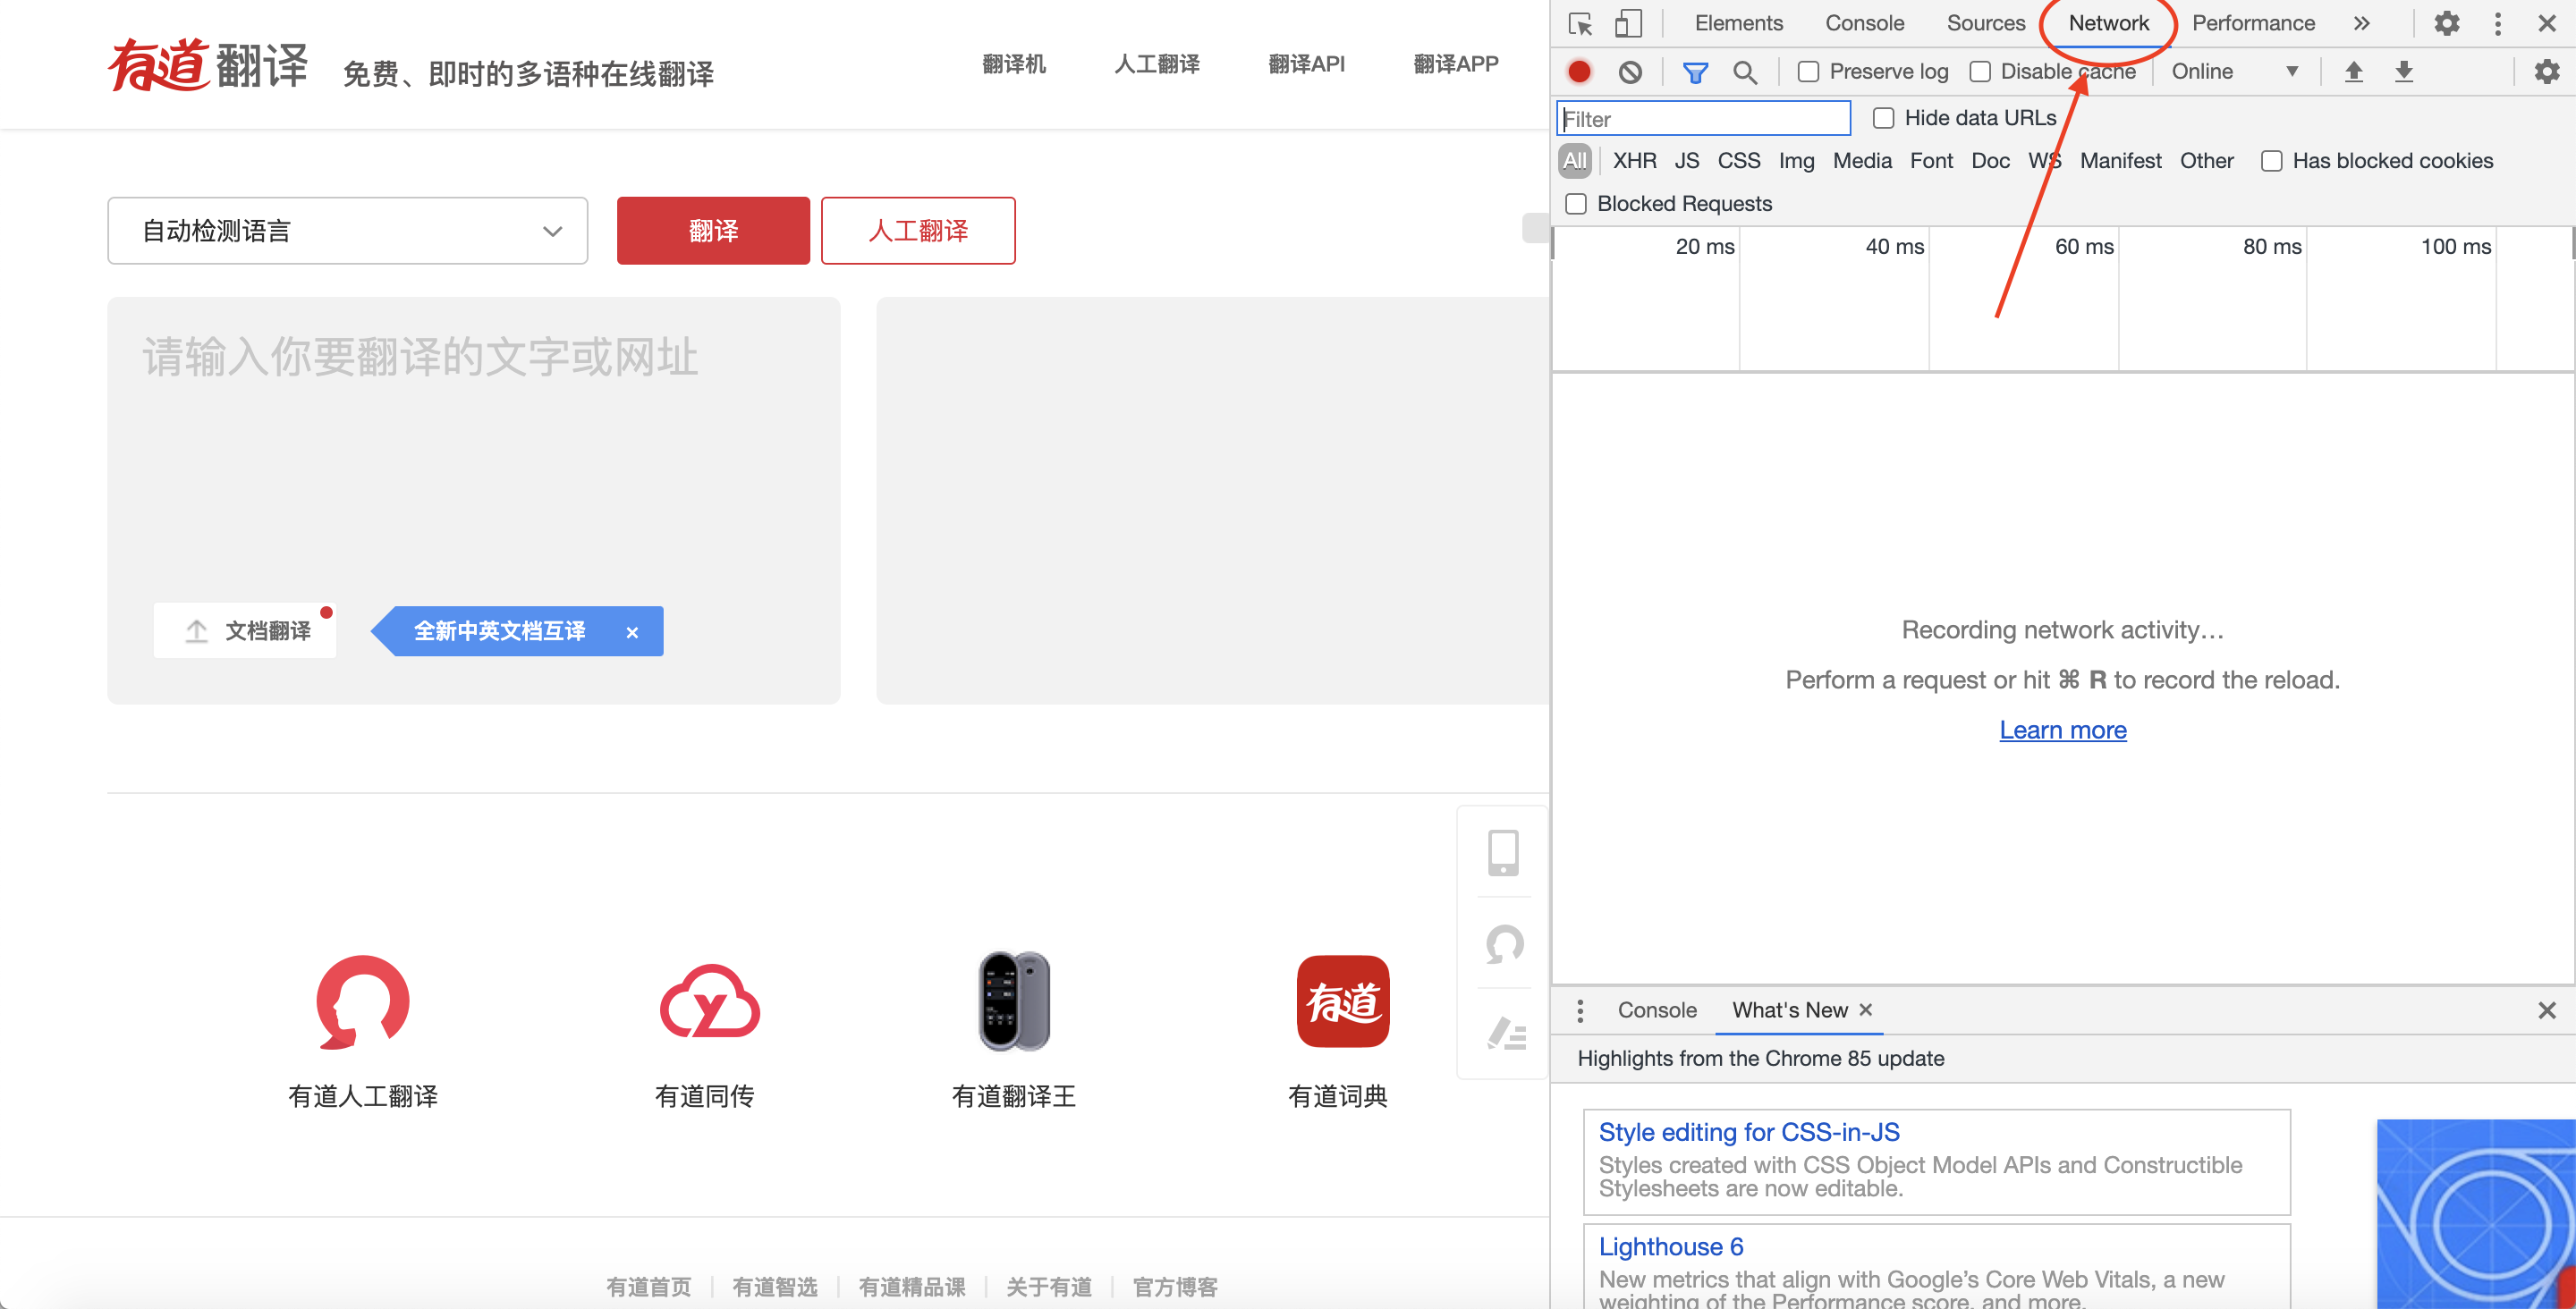 有道翻译 免费、即时的多语种在线翻译
翻译机 人工翻译 翻译API 翻译APP
自动检测语言
翻译
人工翻译
请输入你要翻译的文字或网址
文档翻译
全新中英文档互译 ×
有道
有道人工翻译
有道同传
有道翻译王
有道词典
有道首页 | 有道智选 | 有道精品课 | 关于有道 | 官方博客
Elements Console Sources Network Performance »
Preserve log Disable cache Online ▼
Filter
Hide data URLs
All XHR JS CSS Img Media Font Doc WS Manifest Other Has blocked cookies
Blocked Requests
20 ms 40 ms 60 ms 80 ms 100 ms
Recording network activity…
Perform a request or hit ⌘ R to record the reload.
Learn more
Console What's New ×
Highlights from the Chrome 85 update
Style editing for CSS-in-JS
Styles created with CSS Object Model APIs and Constructible
Stylesheets are now editable.
Lighthouse 6
New metrics that align with Google's Core Web Vitals, a new
weighting of the Performance score, and more.